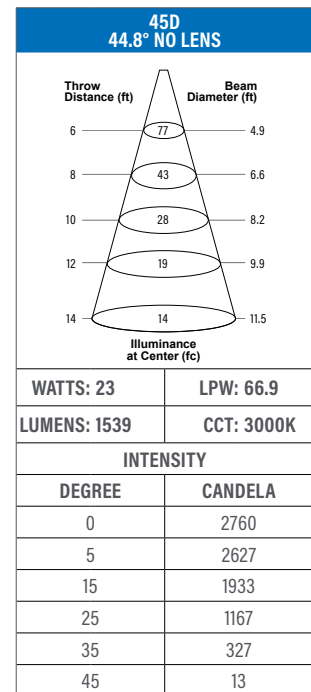 45D
44.8° NO LENS
Throw Beam
Distance (ft) Diameter (ft)
6 77 4.9
8 43 6.6
10 28 8.2
12 19 9.9
14 14 11.5
Illuminance
at Center (fc)
WATTS: 23 LPW: 66.9
LUMENS: 1539 CCT: 3000K
INTENSITY
DEGREE CANDELA
0 2760
5 2627
15 1933
25 1167
35 327
45 13